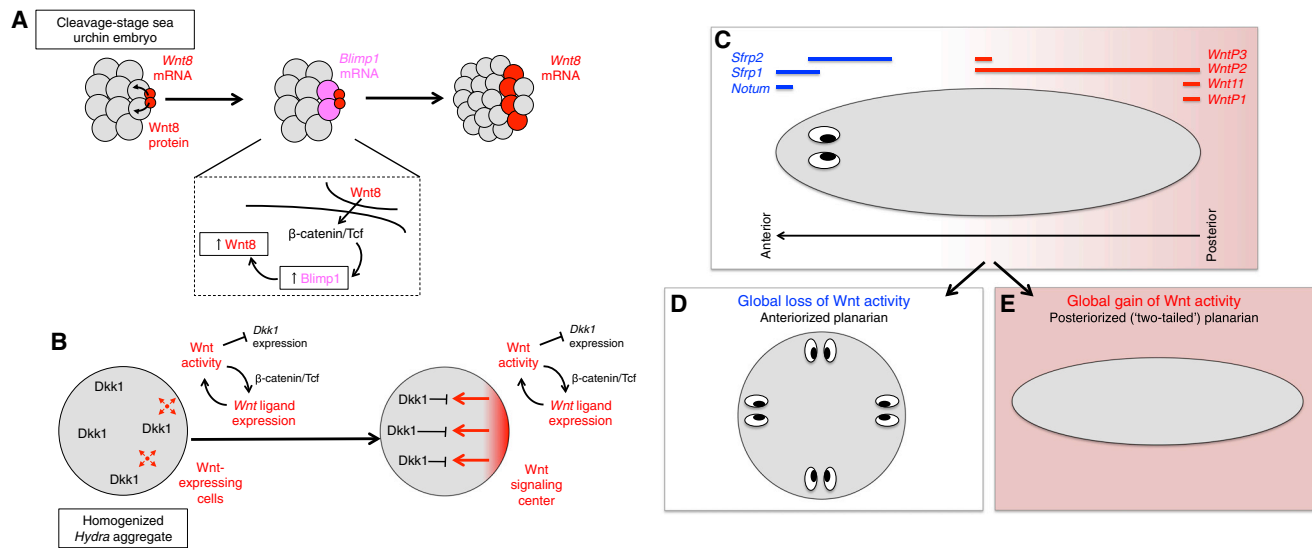 A
Cleavage-stage sea
urchin embryo
Wnt8
mRNA
Wnt8
protein
Blimp1
mRNA
Wnt8
mRNA
Wnt8
β-catenin/Tcf
↑ Wnt8
↑ Blimp1
B
Dkk1
Dkk1
Dkk1
Dkk1
Wnt
activity
Dkk1
expression
β-catenin/Tcf
Wnt ligand
expression
Wnt-
expressing
cells
Homogenized
Hydra aggregate
Dkk1
Dkk1
Dkk1
Wnt
activity
Dkk1
expression
β-catenin/Tcf
Wnt ligand
expression
Wnt
signaling
center
C
Sfrp2
Sfrp1
Notum
WntP3
WntP2
Wnt11
WntP1
Anterior
Posterior
D
Global loss of Wnt activity
Anteriorized planarian
E
Global gain of Wnt activity
Posteriorized (‘two-tailed’) planarian